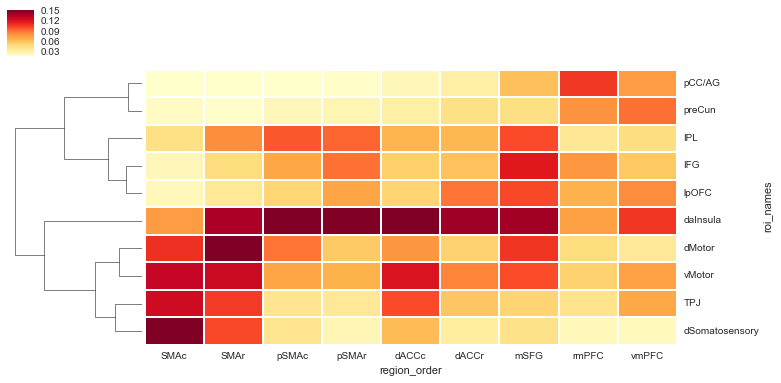 0.15
0.12
0.09
0.06
0.03
pCC/AG
preCun
IPL
IFG
lpOFC
daInsula
dMotor
vMotor
TPJ
dSomatosensory
roi_names
SMAc SMAr pSMAc pSMAr dACCc dACCr mSFG rmPFC vmPFC
region_order